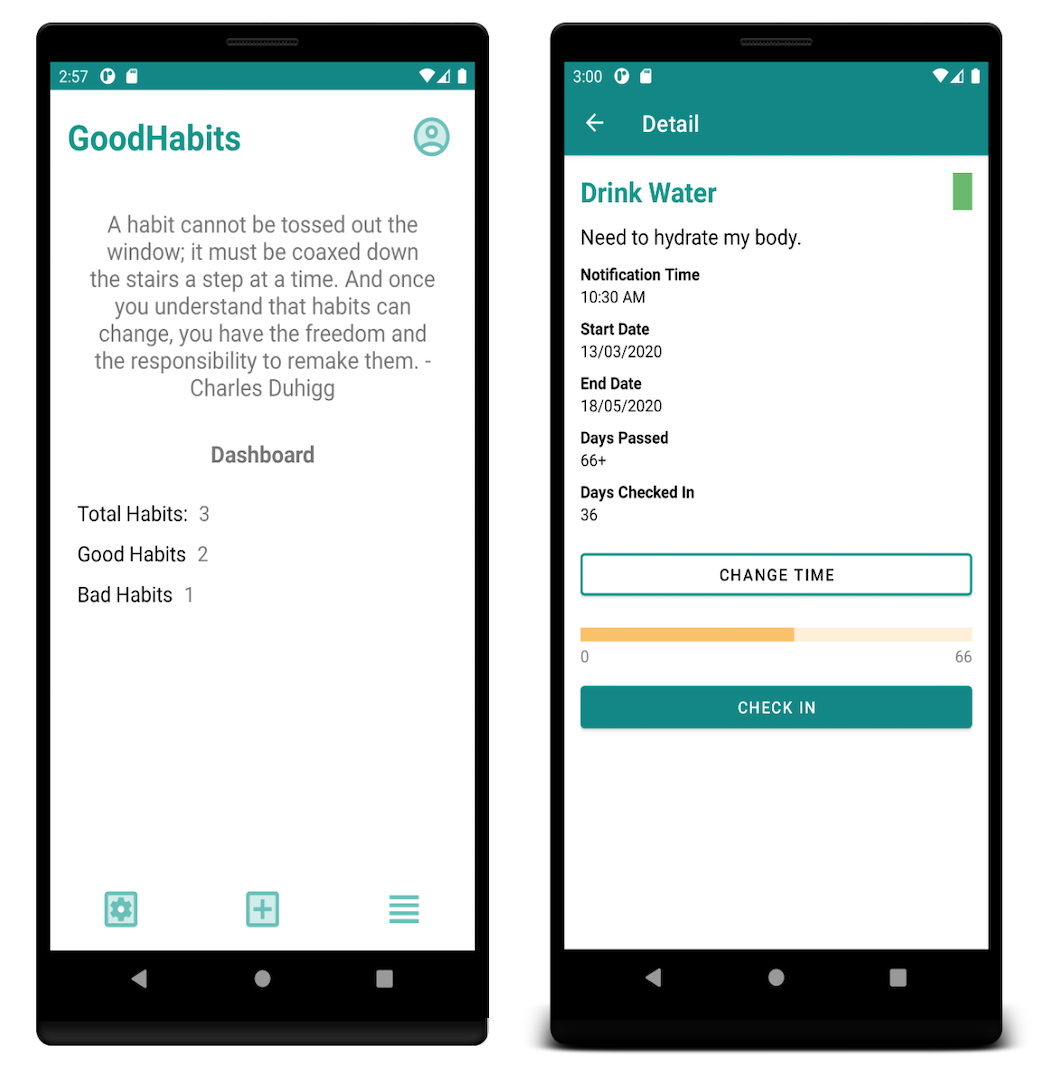 2:57
GoodHabits
A habit cannot be tossed out the
window; it must be coaxed down
the stairs a step at a time. And once
you understand that habits can
change, you have the freedom and
the responsibility to remake them. -
Charles Duhigg
Dashboard
Total Habits: 3
Good Habits 2
Bad Habits 1
3:00
Detail
Drink Water
Need to hydrate my body.
Notification Time
10:30 AM
Start Date
13/03/2020
End Date
18/05/2020
Days Passed
66+
Days Checked In
36
CHANGE TIME
0 66
CHECK IN